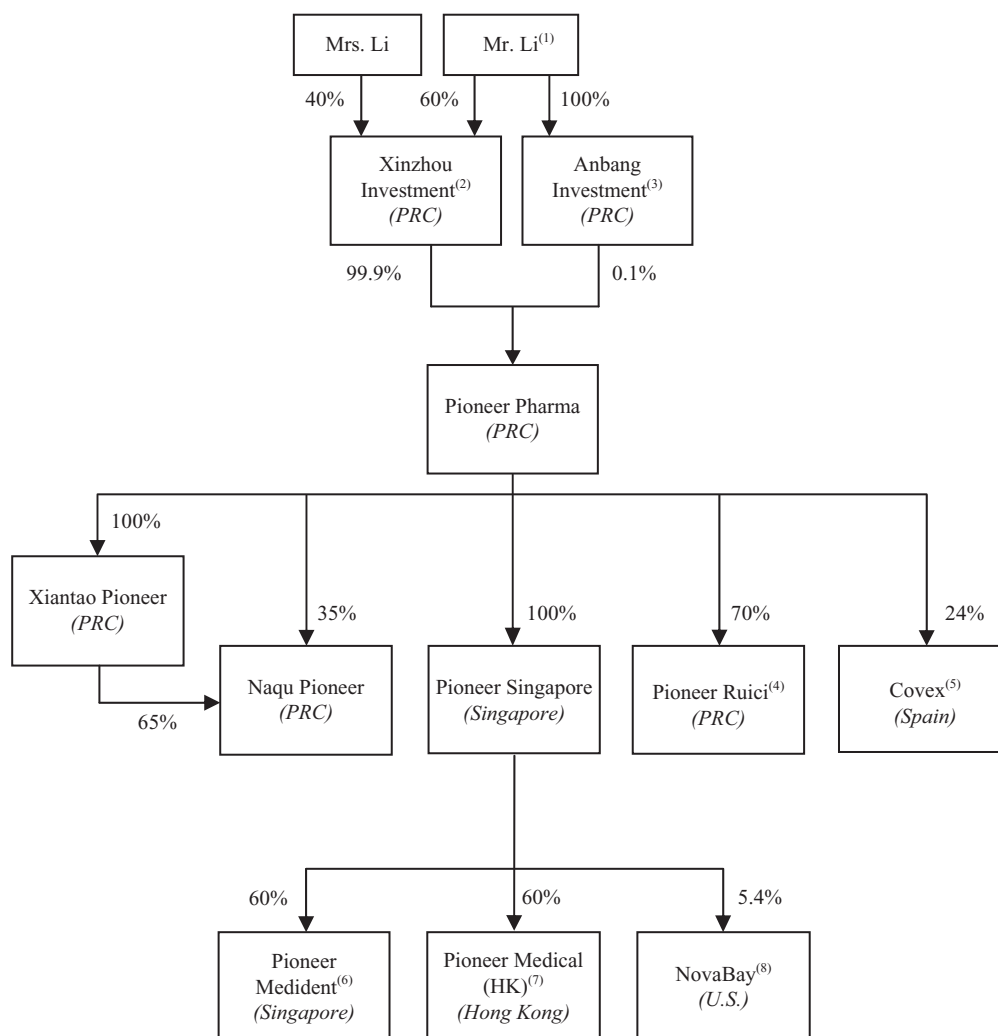 Mrs. Li
Mr. Li(1)
40%
60%
100%
Xinzhou
Investment(2)
(PRC)
Anbang
Investment(3)
(PRC)
99.9%
0.1%
Pioneer Pharma
(PRC)
100%
Xiantao Pioneer
(PRC)
35%
100%
70%
24%
65%
Naqu Pioneer
(PRC)
Pioneer Singapore
(Singapore)
Pioneer Ruici(4)
(PRC)
Covex(5)
(Spain)
60%
60%
5.4%
Pioneer
Medident(6)
(Singapore)
Pioneer Medical
(HK)(7)
(Hong Kong)
NovaBay(8)
(U.S.)